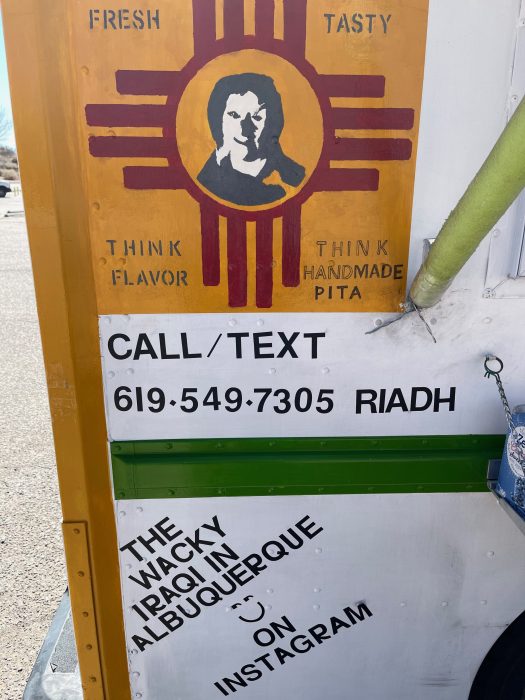 FRESH TASTY
THINK FLAVOR
THINK HANDMADE PITA
CALL/TEXT
619·549·7305 RIADH
THE
WACKY
IRAQI IN
ALBUQUERQUE
ON
INSTAGRAM